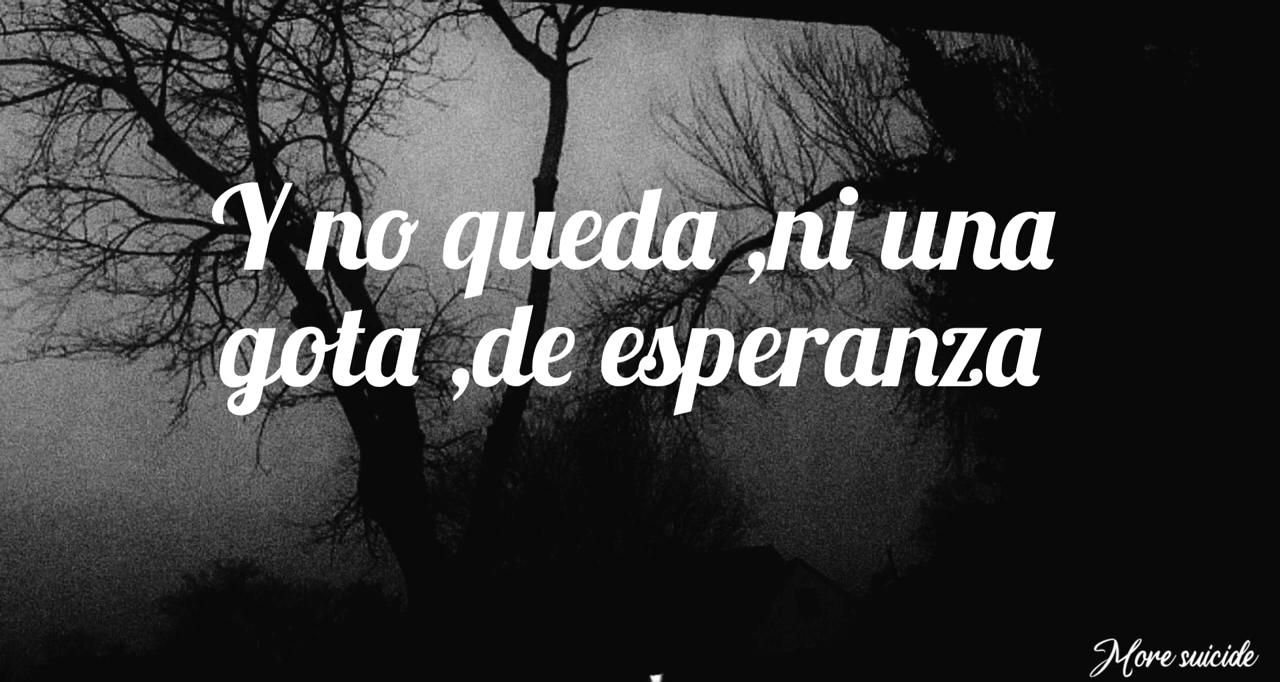 Y no queda ,ni una
gota ,de esperanza
More suicide